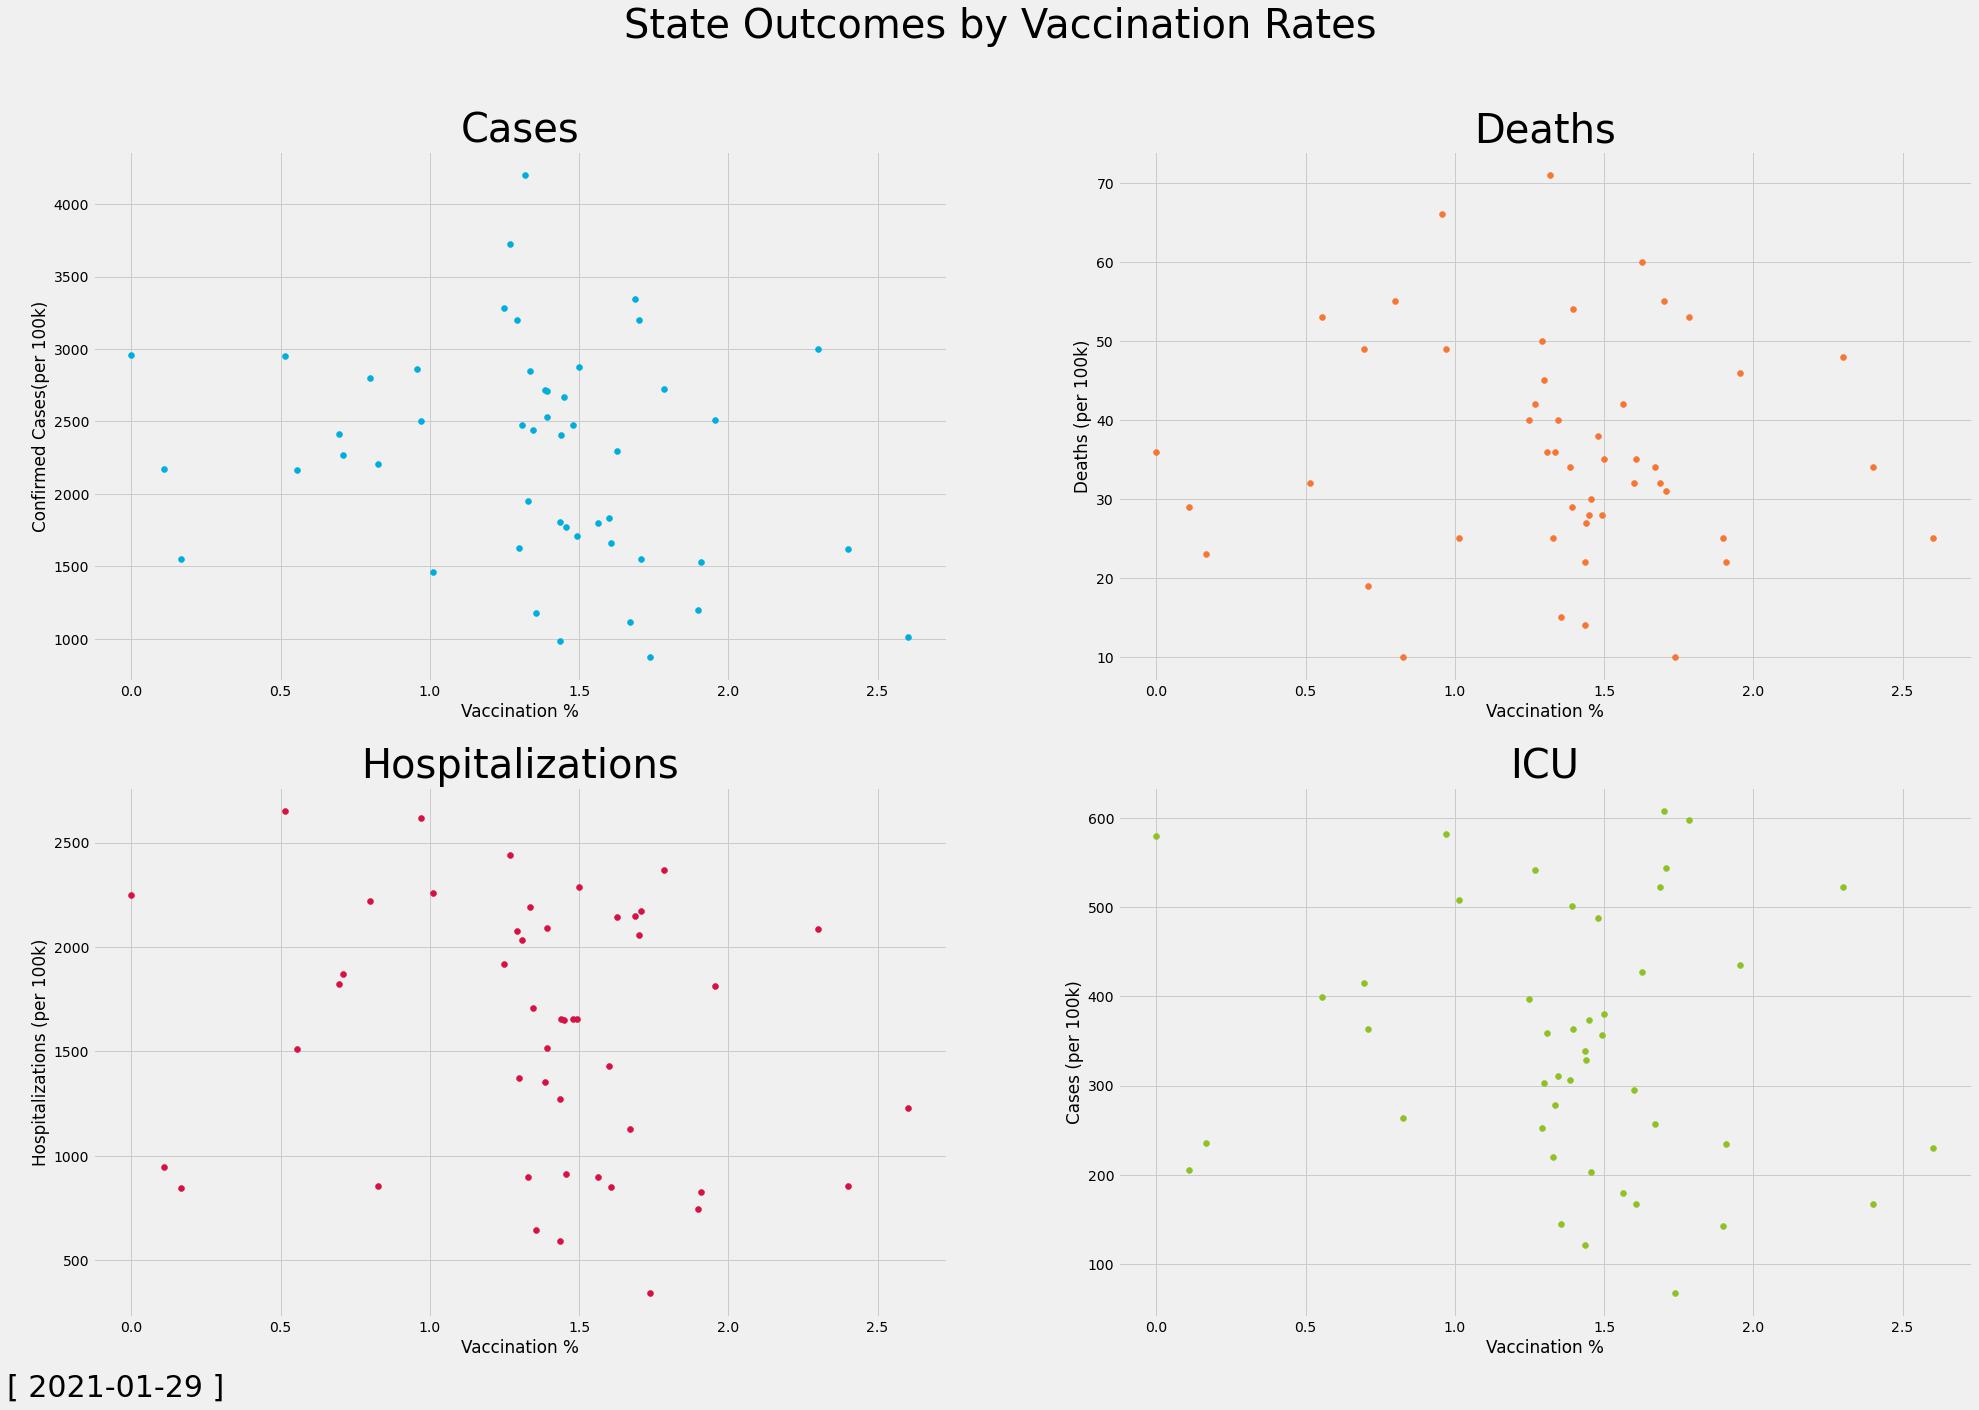 State Outcomes by Vaccination Rates
Cases
Confirmed Cases(per 100k)
4000
3500
3000
2500
2000
1500
1000
0.0 0.5 1.0 1.5 2.0 2.5
Vaccination %
Deaths
Deaths (per 100k)
70
60
50
40
30
20
10
0.0 0.5 1.0 1.5 2.0 2.5
Vaccination %
Hospitalizations
Hospitalizations (per 100k)
2500
2000
1500
1000
500
0.0 0.5 1.0 1.5 2.0 2.5
Vaccination %
ICU
Cases (per 100k)
600
500
400
300
200
100
0.0 0.5 1.0 1.5 2.0 2.5
Vaccination %
[ 2021-01-29 ]